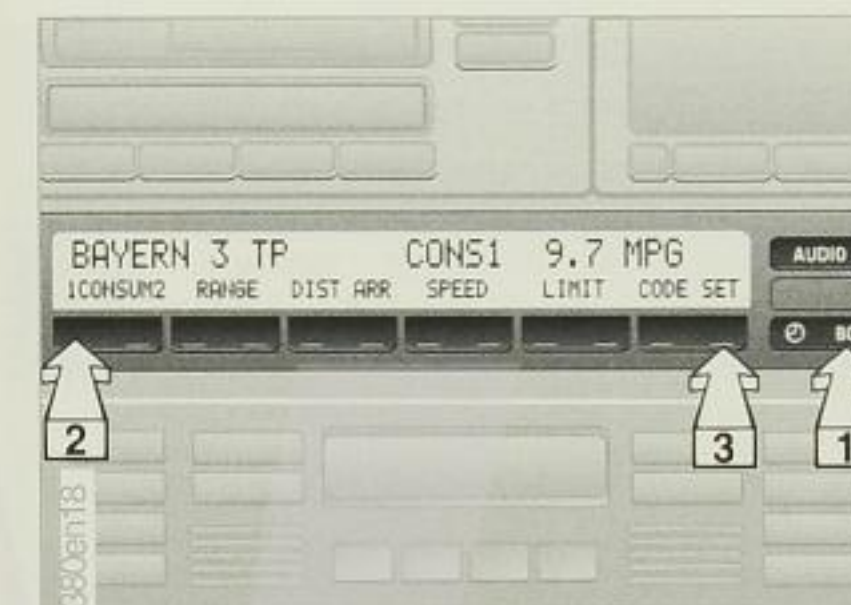 BAYERN 3 TP CONS1 9.7 MPG
1CONSUM2 RANGE DIST ARR SPEED LIMIT CODE SET
AUDIO
2
3
1
380en18